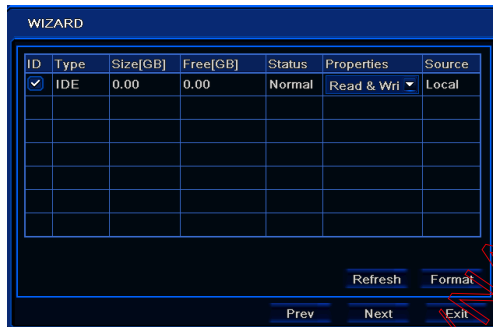 WIZARD
ID Type Size[GB] Free[GB] Status Properties Source
IDE 0.00 0.00 Normal Read & Wri Local
Refresh Format
Prev Next Exit